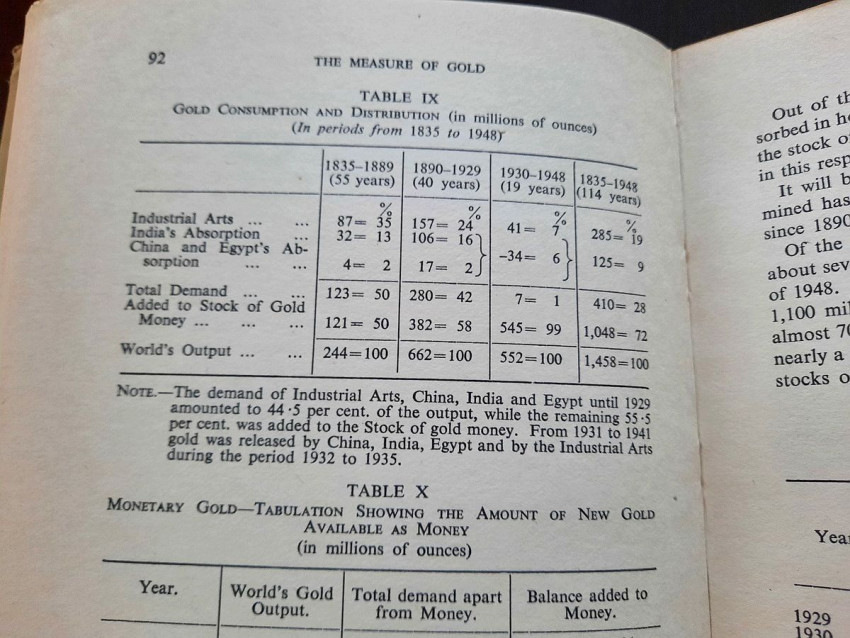 92
THE MEASURE OF GOLD
TABLE IX
GOLD CONSUMPTION AND DISTRIBUTION (in millions of ounces)
(In periods from 1835 to 1948)
1835–1889 1890–1929 1930–1948 1835–1948
(55 years) (40 years) (19 years) (114 years)
% % % %
Industrial Arts ... ... 87= 35 157= 24 41= 7 285= 19
India's Absorption ... 32= 13 106= 16
China and Egypt's Ab-
sorption ... ... 4= 2 17= 2 –34= 6 125= 9
Total Demand ... ... 123= 50 280= 42 7= 1 410= 28
Added to Stock of Gold
Money ... ... ... 121= 50 382= 58 545= 99 1,048= 72
World's Output ... ... 244=100 662=100 552=100 1,458=100
NOTE.—The demand of Industrial Arts, China, India and Egypt until 1929
amounted to 44·5 per cent. of the output, while the remaining 55·5
per cent. was added to the Stock of gold money. From 1931 to 1941
gold was released by China, India, Egypt and by the Industrial Arts
during the period 1932 to 1935.
TABLE X
MONETARY GOLD—TABULATION SHOWING THE AMOUNT OF NEW GOLD
AVAILABLE AS MONEY
(in millions of ounces)
Year. World's Gold Total demand apart Balance added to
Output. from Money. Money.
Out of th
sorbed in h
the stock o
in this resp
It will b
mined has
since 1890
Of the
about sev
of 1948.
1,100 mil
almost 70
nearly a
stocks o
Year
1929
1930